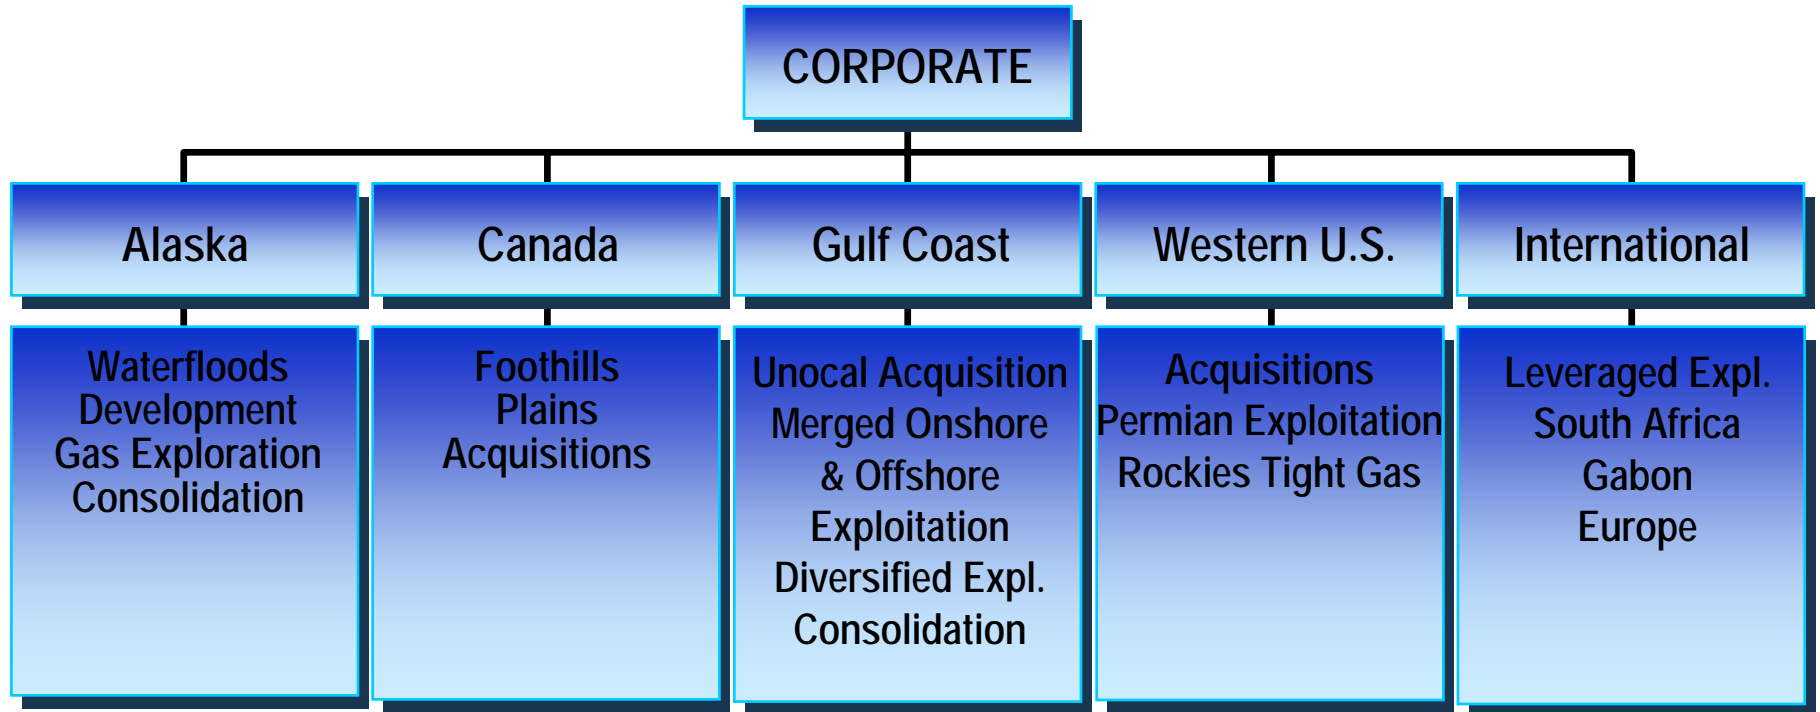 CORPORATE
Alaska
Canada
Gulf Coast
Western U.S.
International
Waterfloods
Development
Gas Exploration
Consolidation
Foothills
Plains
Acquisitions
Unocal Acquisition
Merged Onshore
& Offshore
Exploitation
Diversified Expl.
Consolidation
Acquisitions
Permian Exploitation
Rockies Tight Gas
Leveraged Expl.
South Africa
Gabon
Europe